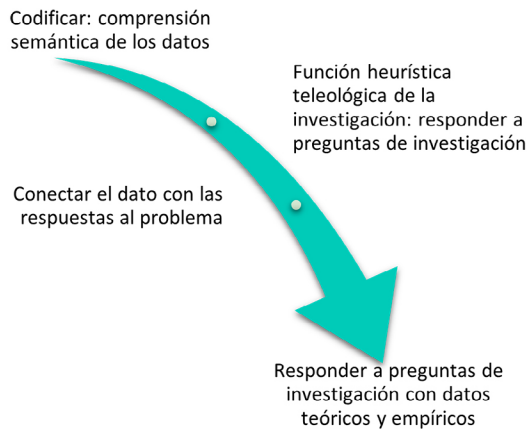 Codificar: comprensión
semántica de los datos
Función heurística
teleológica de la
investigación: responder a
preguntas de investigación
Conectar el dato con las
respuestas al problema
Responder a preguntas de
investigación con datos
teóricos y empíricos